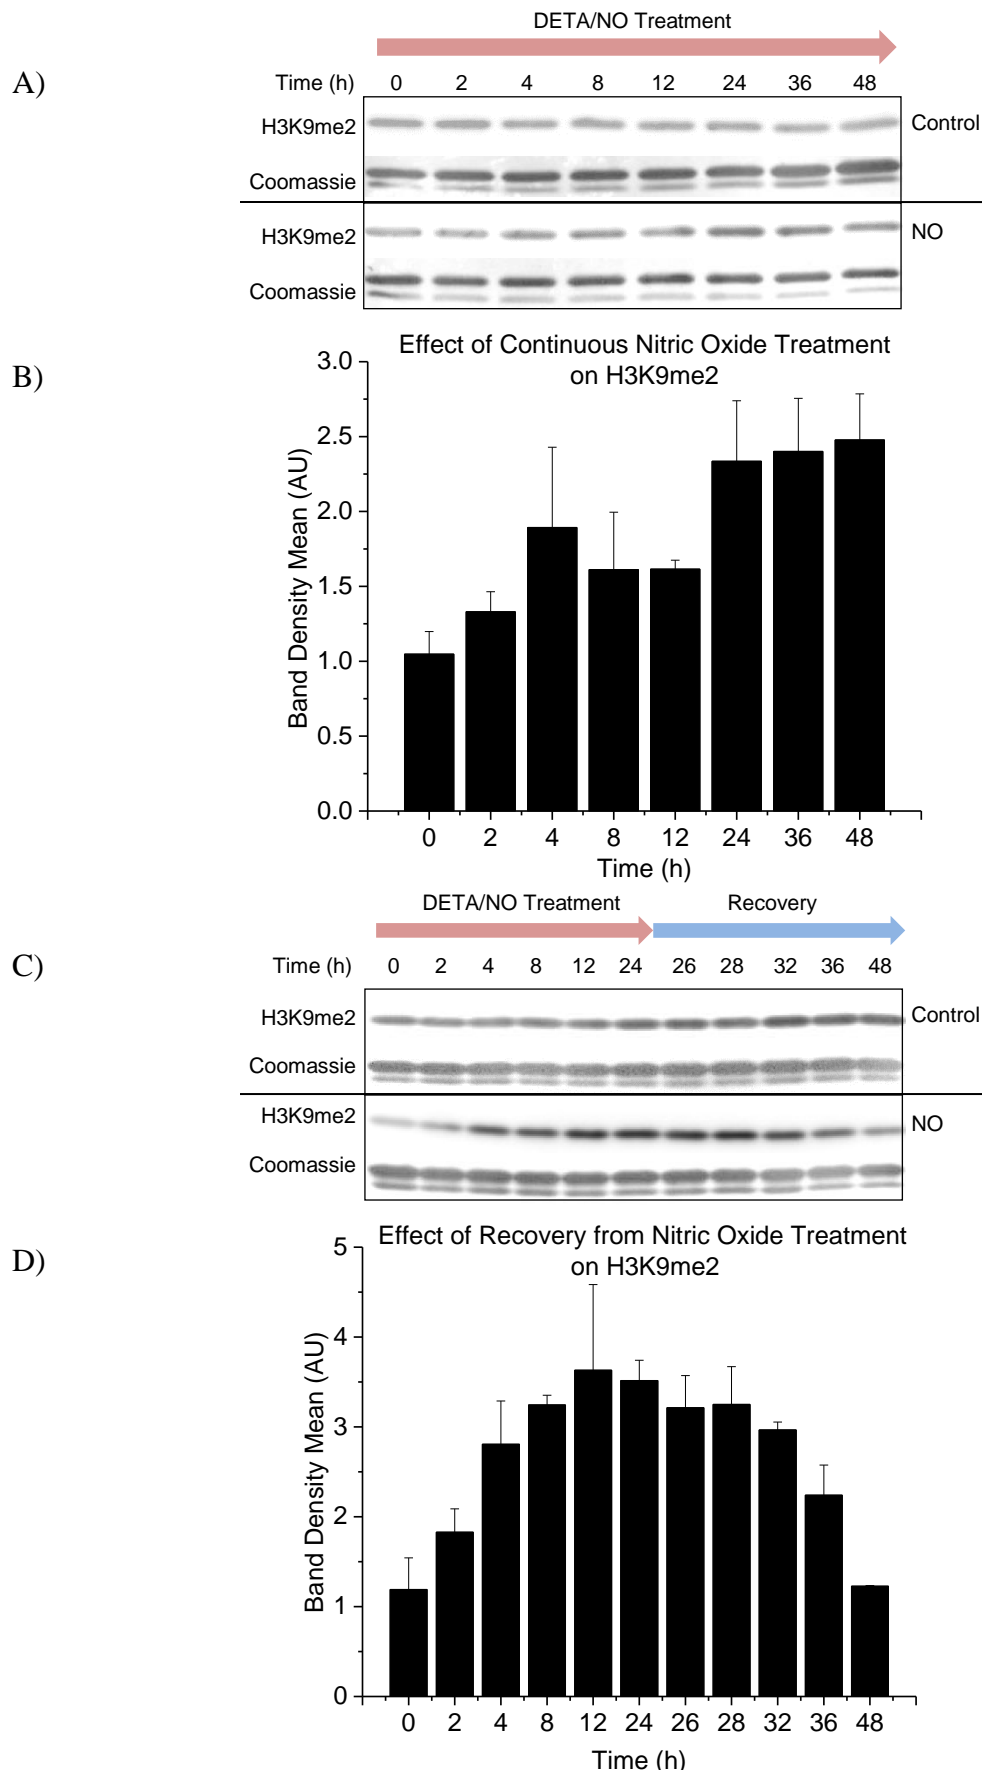 DETA/NO Treatment
A)
Time (h) 0 2 4 8 12 24 36 48
H3K9me2 Control
Coomassie
H3K9me2 NO
Coomassie
B)
Effect of Continuous Nitric Oxide Treatment
on H3K9me2
Band Density Mean (AU)
3.0
2.5
2.0
1.5
1.0
0.5
0.0
0 2 4 8 12 24 36 48
Time (h)
DETA/NO Treatment Recovery
C)
Time (h) 0 2 4 8 12 24 26 28 32 36 48
H3K9me2 Control
Coomassie
H3K9me2 NO
Coomassie
D)
Effect of Recovery from Nitric Oxide Treatment
on H3K9me2
Band Density Mean (AU)
5
4
3
2
1
0
0 2 4 8 12 24 26 28 32 36 48
Time (h)